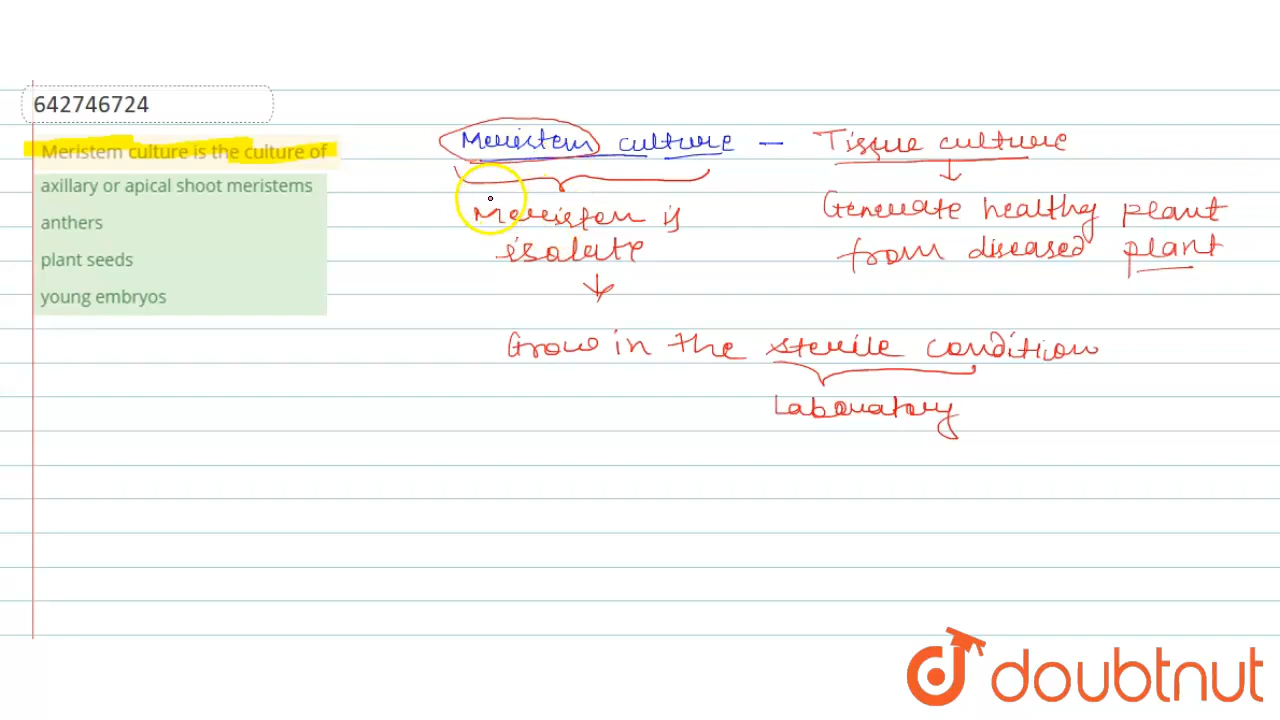 642746724
Meristem culture is the culture of
axillary or apical shoot meristems
anthers
plant seeds
young embryos
Meristem culture – Tissue culture
Meristem is
isolate
Generate healthy plant
from diseased plant
Grow in the sterile condition
Laboratory
doubtnut